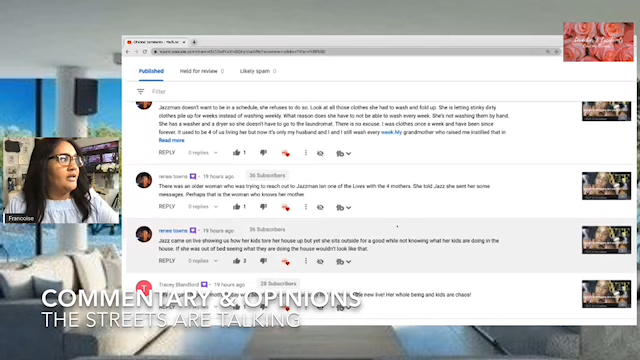 Published Held for review 0 Likely spam 0
Filter
Jazzman doesn't want to be in a schedule, she refuses to do so. Look at all those clothes she had to wash and fold up. She is letting stinky dirty
clothes pile up for weeks instead of washing weekly. What reason does she have to not be able to wash every week. She's not washing them by hand.
She has a washer and a dryer so she doesn't have to go to the laundromat. There is no excuse. I was clothes once a week and have been since
forever. It used to be 4 of us living her but now it's only my husband and I and I still wash every week.My grandmother who raised me instilled that in
Read more
REPLY 0 replies 1
renee towns • 19 hours ago 36 Subscribers
There was an older woman who was trying to reach out to Jazzman isn one of the Lives with the 4 mothers. She told Jazz she sent her some
messages. Perhaps that is the woman who knows her mother
REPLY 0 replies 1
renee towns • 19 hours ago 36 Subscribers
Jazz came on live showing us how her kids tore her house up but yet she sits outside for a good while not knowing what her kids are doing in the
house. If she was out of bed seeing what they are doing the house wouldn't look like that.
REPLY 0 replies 3
Francoise
T Tracey Blandford • 19 hours ago 28 Subscribers
new live! Her whole being and kids are chaos!
COMMENTARY & OPINIONS
THE STREETS ARE TALKING